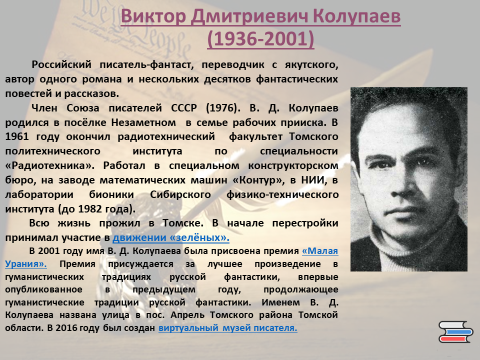 Виктор Дмитриевич Колупаев
(1936-2001)
Российский писатель-фантаст, переводчик с якутского,
автор одного романа и нескольких десятков фантастических
повестей и рассказов.
Член Союза писателей СССР (1976). В. Д. Колупаев
родился в посёлке Незаметном в семье рабочих прииска. В
1961 году окончил радиотехнический факультет Томского
политехнического института по специальности
«Радиотехника». Работал в специальном конструкторском
бюро, на заводе математических машин «Контур», в НИИ, в
лаборатории бионики Сибирского физико-технического
института (до 1982 года).
Всю жизнь прожил в Томске. В начале перестройки
принимал участие в движении «зелёных».
В 2001 году имя В. Д. Колупаева была присвоена премия «Малая
Урания». Премия присуждается за лучшее произведение в
гуманистических традициях русской фантастики, впервые
опубликованное в предыдущем году, продолжающее
гуманистические традиции русской фантастики. Именем В. Д.
Колупаева названа улица в пос. Апрель Томского района Томской
области. В 2016 году был создан виртуальный музей писателя.